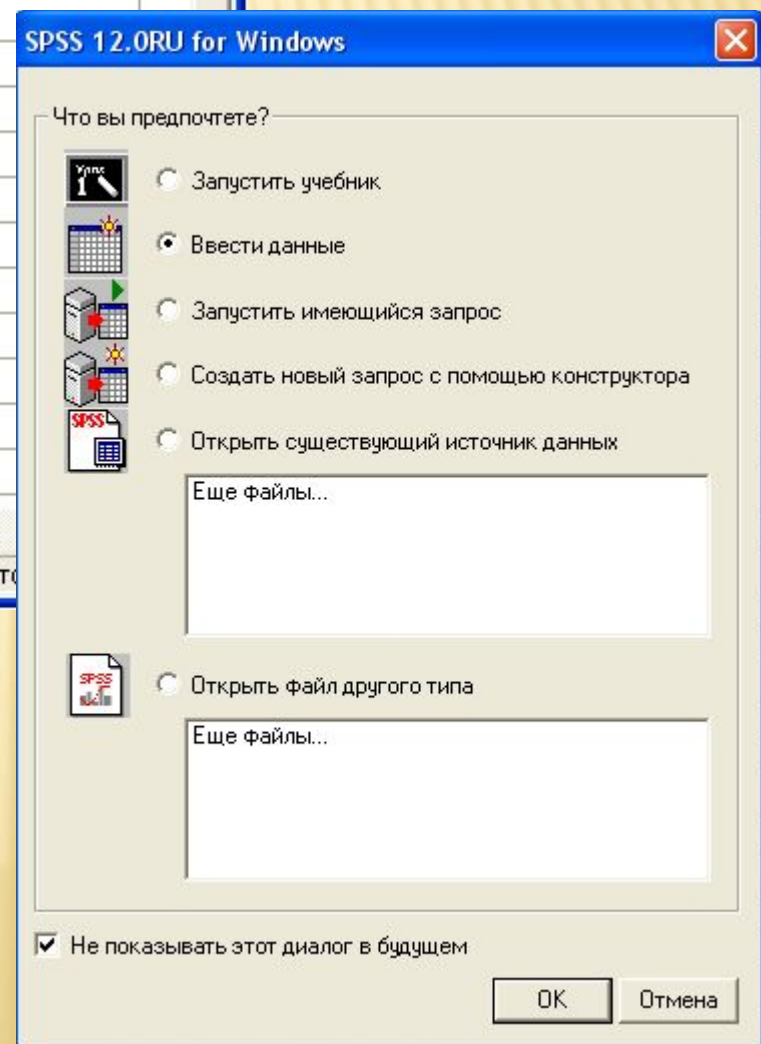 SPSS 12.0RU for Windows
Что вы предпочтете?
Запустить учебник
Ввести данные
Запустить имеющийся запрос
Создать новый запрос с помощью конструктора
SPSS
Открыть существующий источник данных
Еще файлы...
SPSS
Открыть файл другого типа
Еще файлы...
Не показывать этот диалог в будущем
OK Отмена